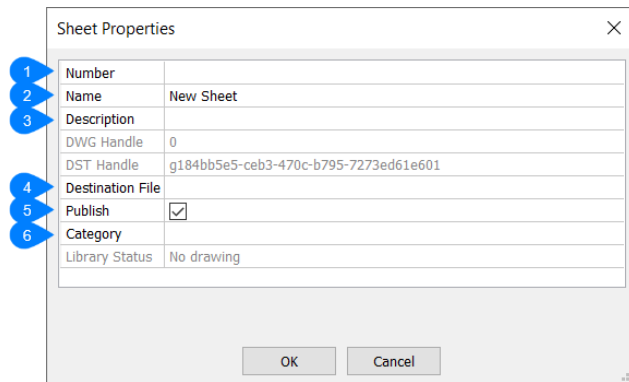 Sheet Properties
1 Number
2 Name New Sheet
3 Description
DWG Handle 0
DST Handle g184bb5e5-ceb3-470c-b795-7273ed61e601
4 Destination File
5 Publish
6 Category
Library Status No drawing
OK Cancel